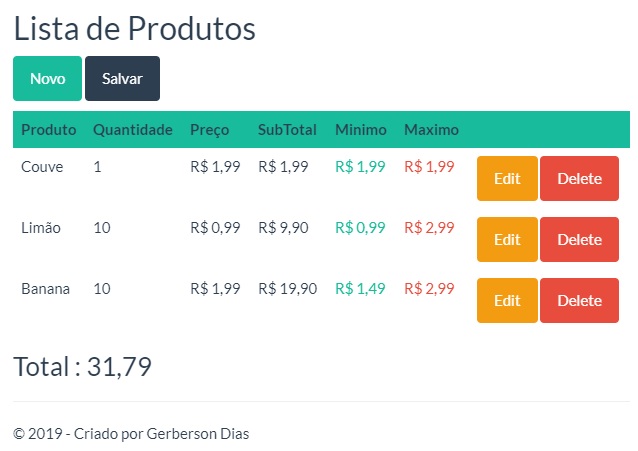 Lista de Produtos
Novo Salvar
Produto Quantidade Preço SubTotal Minimo Maximo
Couve 1 R$ 1,99 R$ 1,99 R$ 1,99 R$ 1,99 Edit Delete
Limão 10 R$ 0,99 R$ 9,90 R$ 0,99 R$ 2,99 Edit Delete
Banana 10 R$ 1,99 R$ 19,90 R$ 1,49 R$ 2,99 Edit Delete
Total : 31,79
© 2019 - Criado por Gerberson Dias